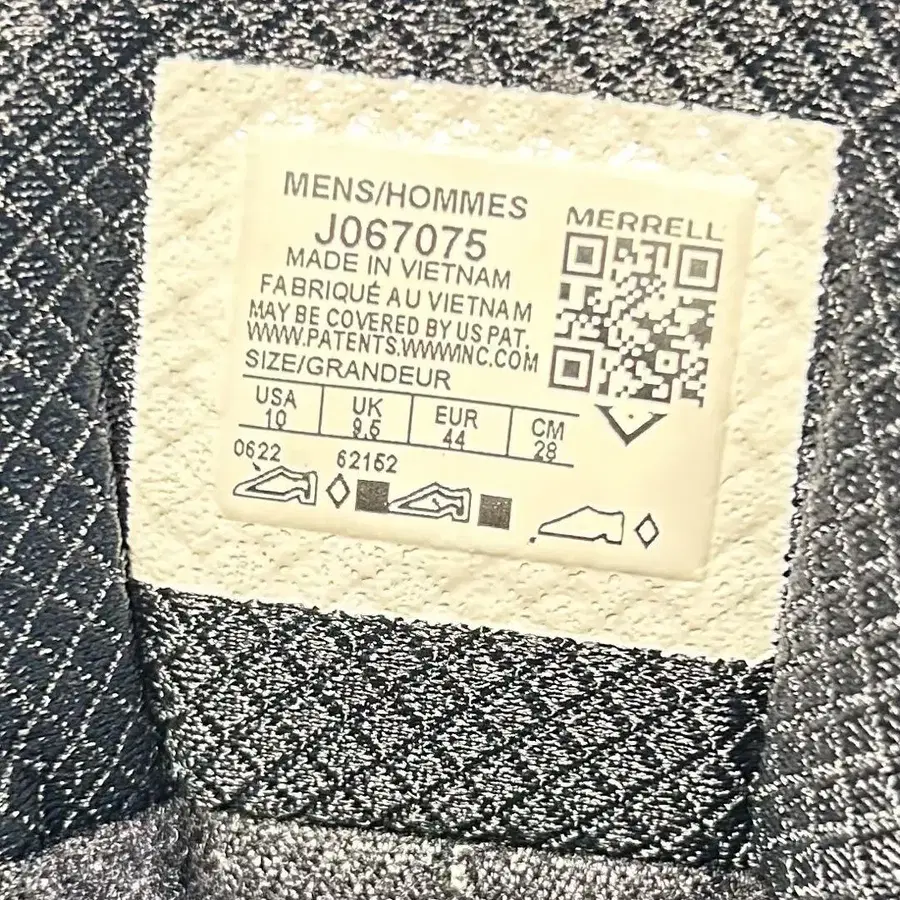 MENS/HOMMES
J067075
MADE IN VIETNAM
FABRIQUÉ AU VIETNAM
MAY BE COVERED BY US PAT.
WWW.PATENTS.WWWINC.COM
SIZE/GRANDEUR
USA UK EUR CM
10 9.5 44 28
0622 62152
MERRELL